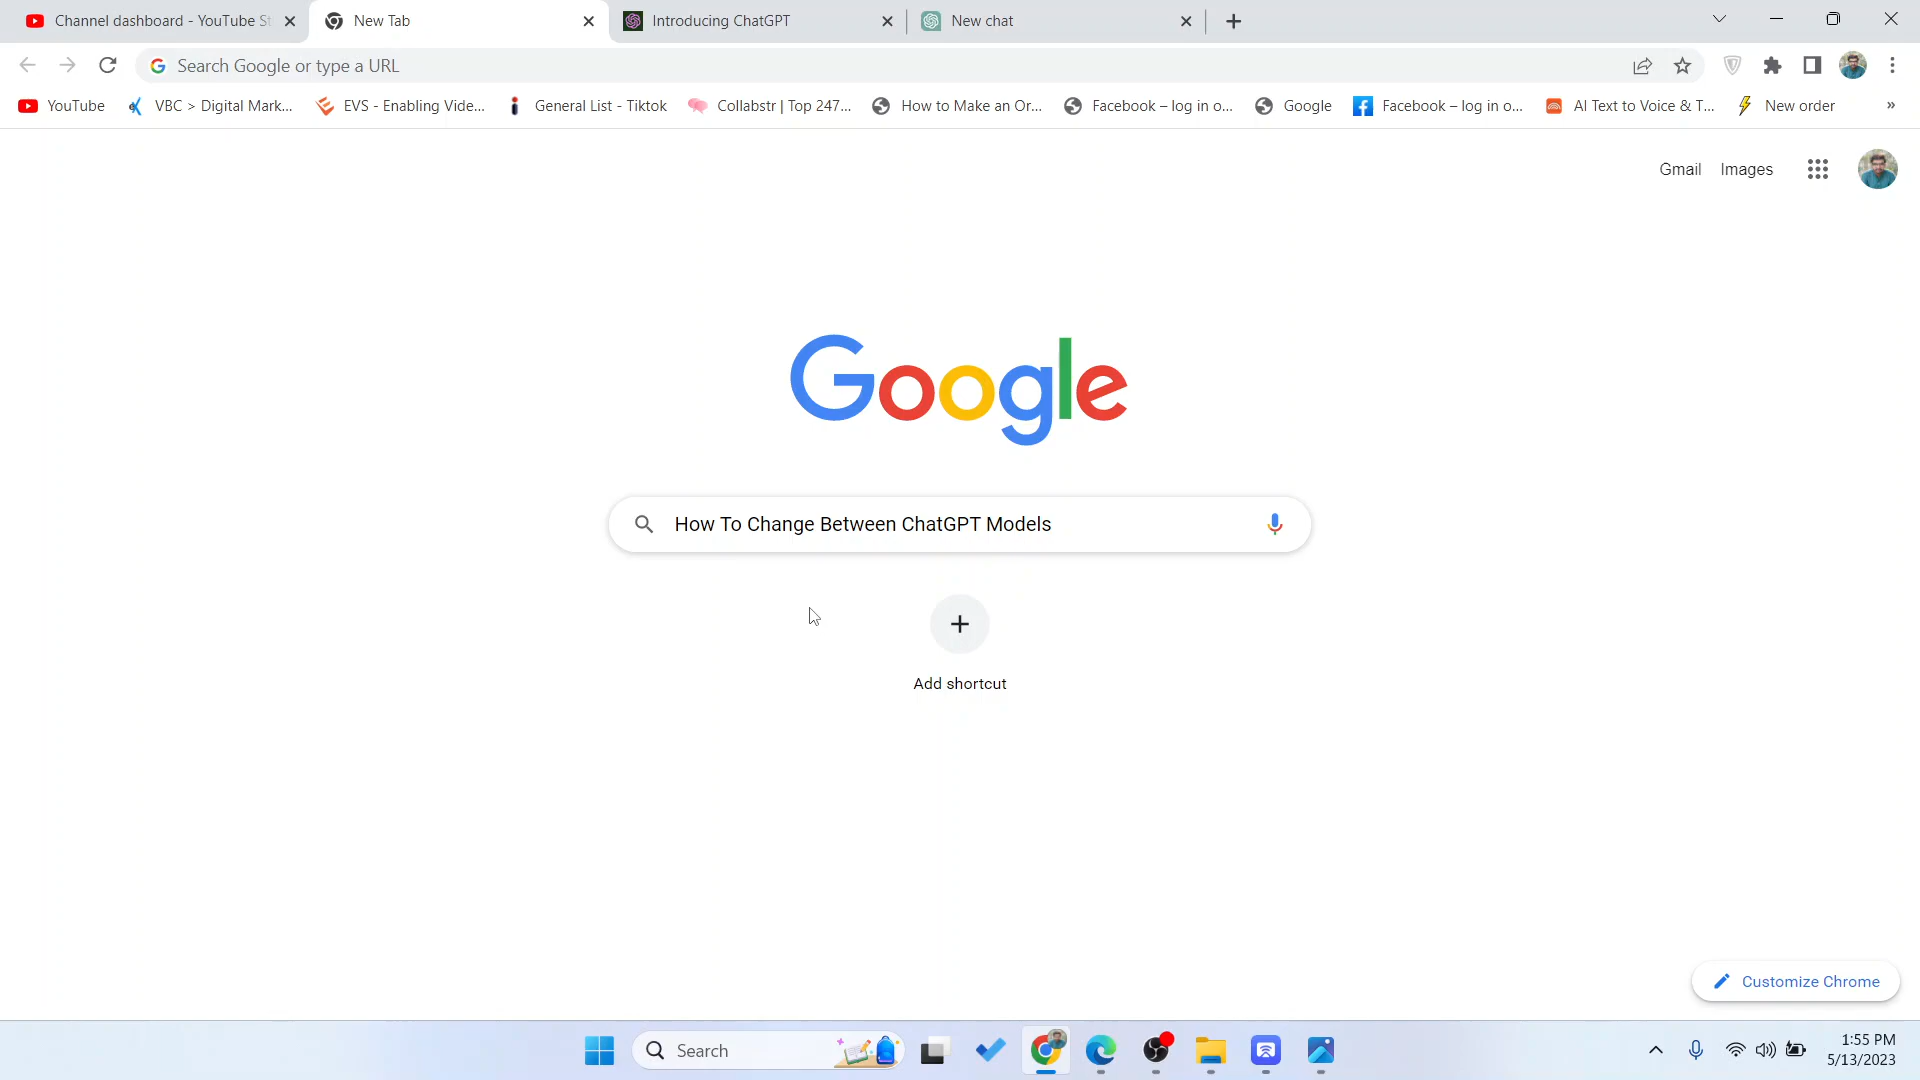 Channel dashboard - YouTube St
New Tab
Introducing ChatGPT
New chat
Search Google or type a URL
YouTube
VBC > Digital Mark...
EVS - Enabling Vide...
General List - Tiktok
Collabstr | Top 247...
How to Make an Or...
Facebook – log in o...
Google
Facebook – log in o...
AI Text to Voice & T...
New order
»
Gmail
Images
Google
How To Change Between ChatGPT Models
Add shortcut
Customize Chrome
Search
1:55 PM
5/13/2023